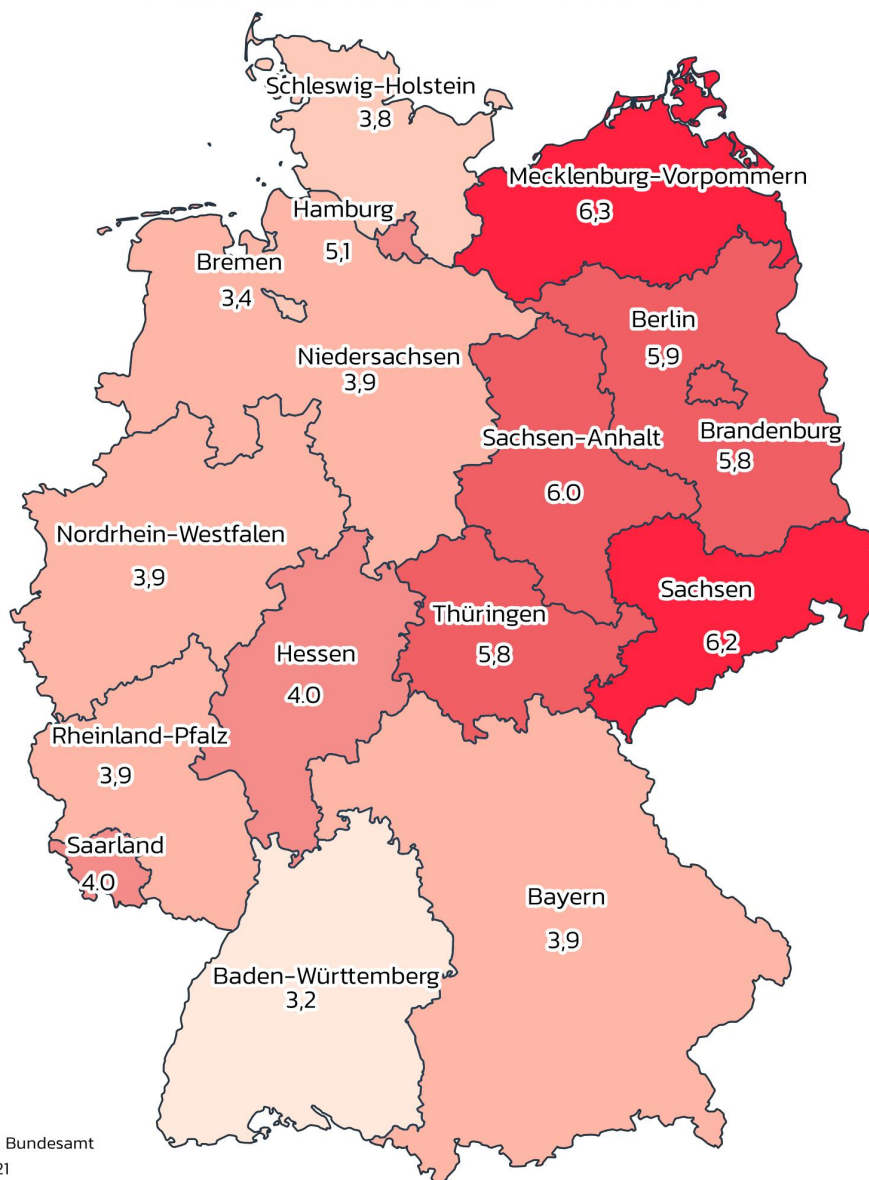 Schleswig-Holstein
3,8
Mecklenburg-Vorpommern
6,3
Hamburg
5,1
Bremen
3,4
Berlin
5,9
Niedersachsen
3,9
Sachsen-Anhalt
6.0
Brandenburg
5,8
Nordrhein-Westfalen
3,9
Sachsen
6,2
Thüringen
5,8
Hessen
4.0
Rheinland-Pfalz
3,9
Saarland
4.0
Bayern
3,9
Baden-Württemberg
3,2
Bundesamt
21